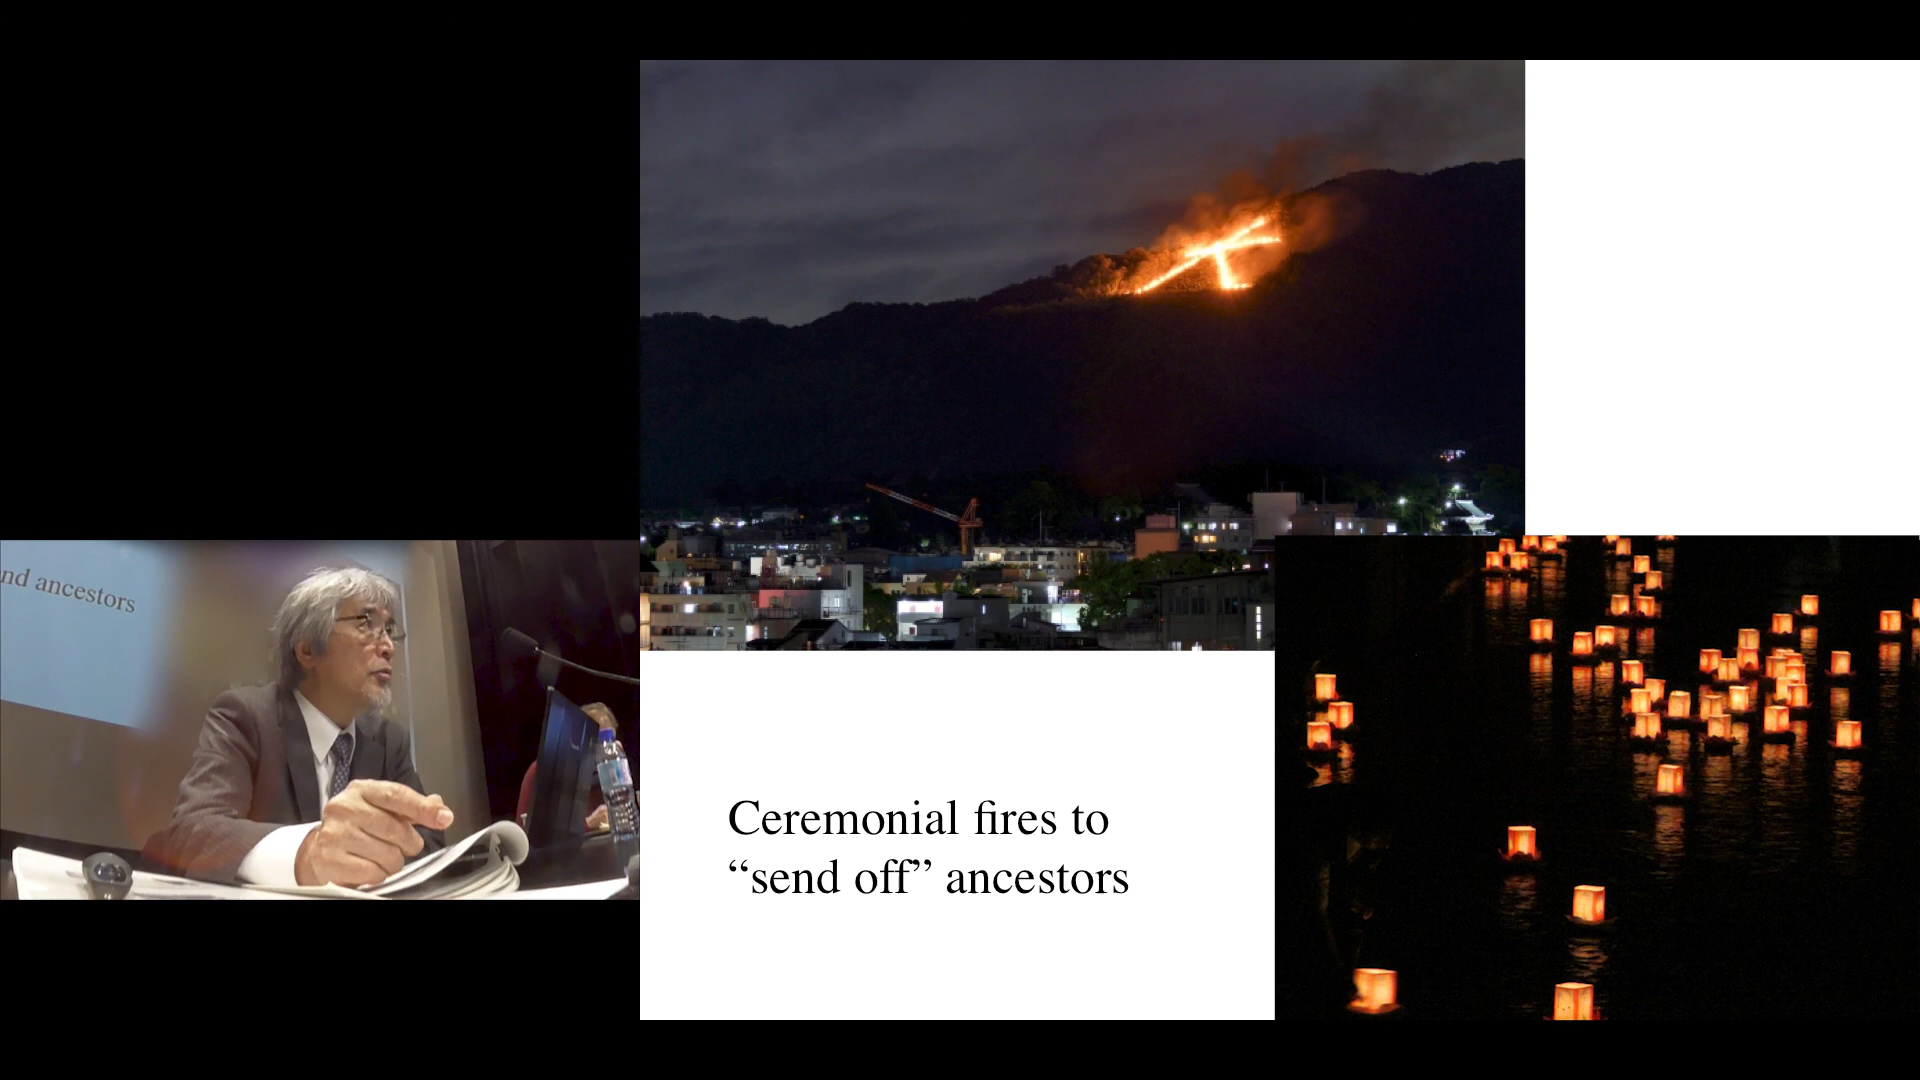 nd ancestors
大
Ceremonial fires to
“send off” ancestors